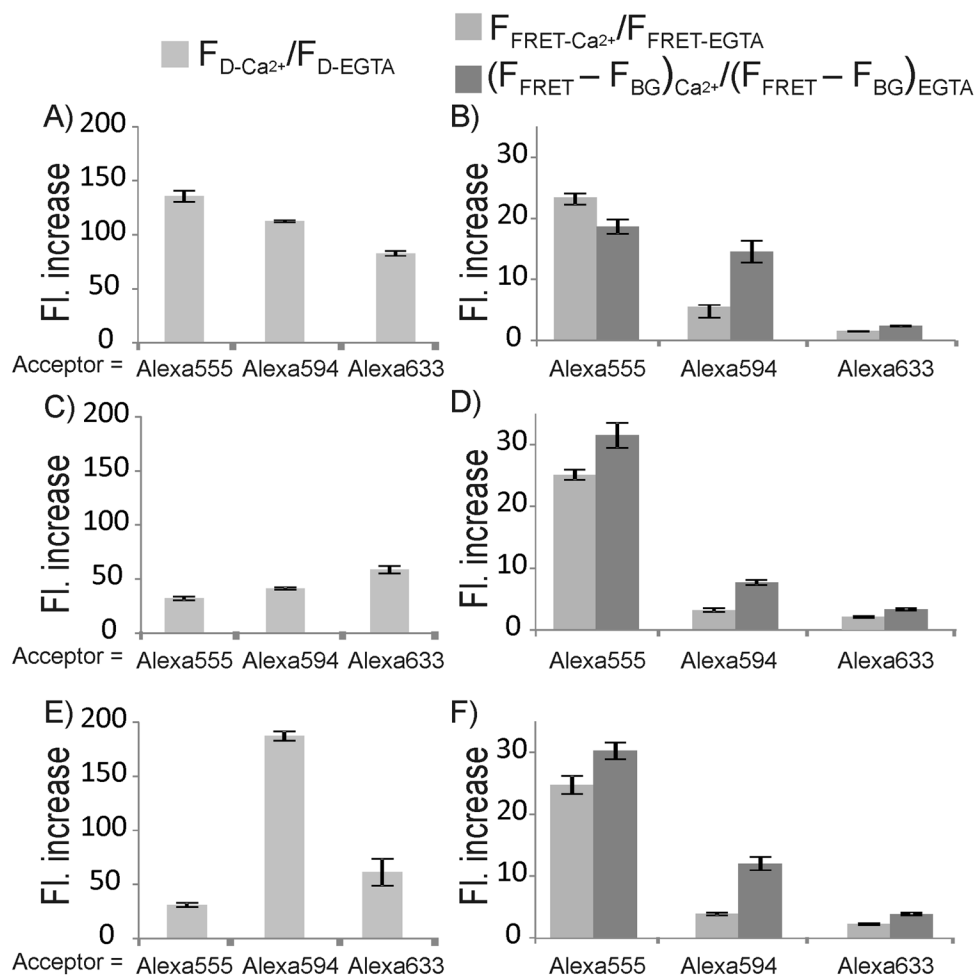 F_D-Ca²⁺/F_D-EGTA
F_FRET-Ca²⁺/F_FRET-EGTA
(F_FRET – F_BG)_Ca²⁺/(F_FRET – F_BG)_EGTA
A)
Fl. increase
200
150
100
50
0
Acceptor = Alexa555 Alexa594 Alexa633
B)
Fl. increase
30
20
10
0
Alexa555 Alexa594 Alexa633
C)
Fl. increase
200
150
100
50
0
Acceptor = Alexa555 Alexa594 Alexa633
D)
Fl. increase
30
20
10
0
Alexa555 Alexa594 Alexa633
E)
Fl. increase
200
150
100
50
0
Acceptor = Alexa555 Alexa594 Alexa633
F)
Fl. increase
30
20
10
0
Alexa555 Alexa594 Alexa633